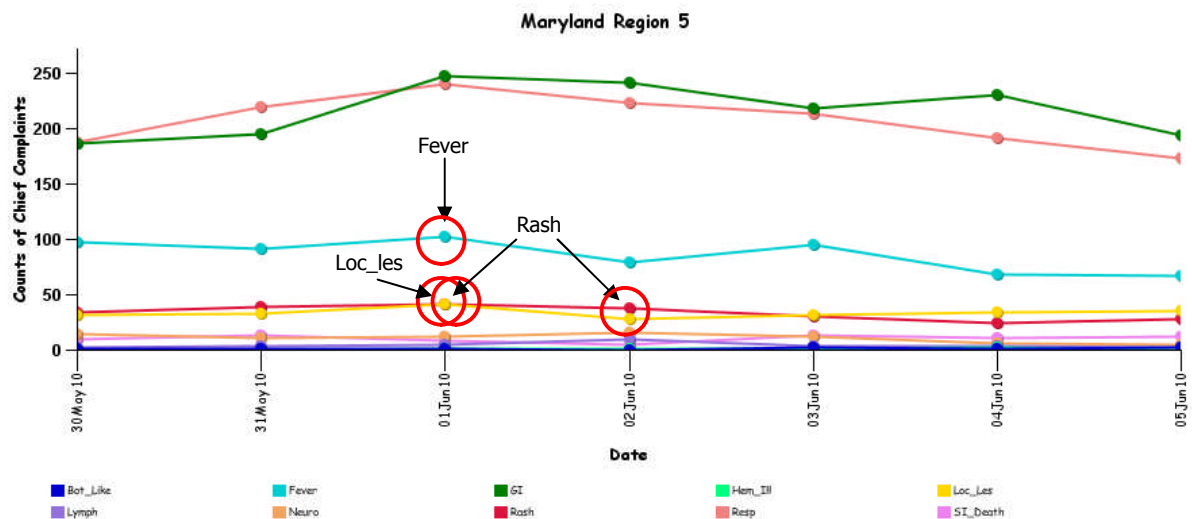 Maryland Region 5
Counts of Chief Complaints
250
200
150
100
50
0
Fever
Rash
Loc_les
30May10
31May10
01Jun10
02Jun10
03Jun10
04Jun10
05Jun10
Date
Bot_Like
Fever
GI
Hem_Ill
Loc_Les
Lymph
Neuro
Rash
Resp
SI_Death